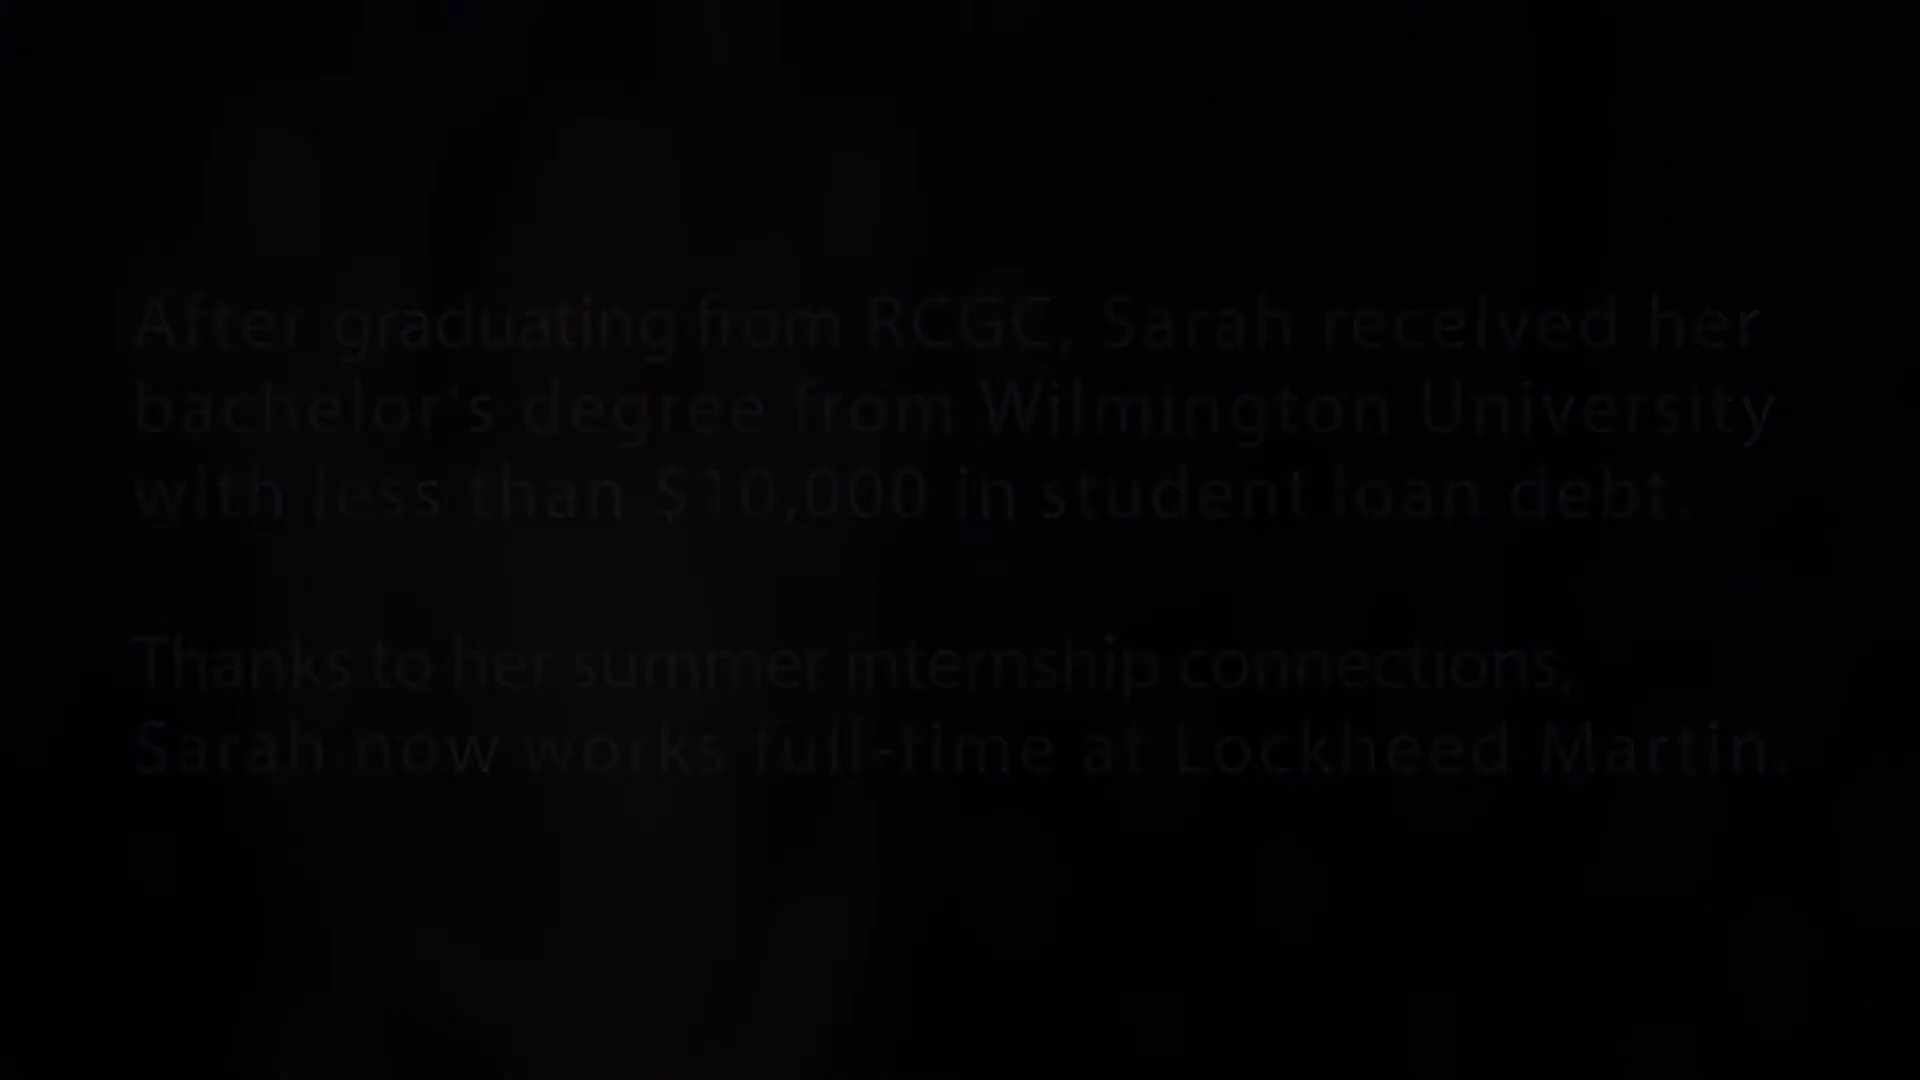 After graduating from RCGC, Sarah received her
bachelor's degree from Wilmington University
with less than $10,000 in student loan debt.
Thanks to her summer internship connections,
Sarah now works full-time at Lockheed Martin.